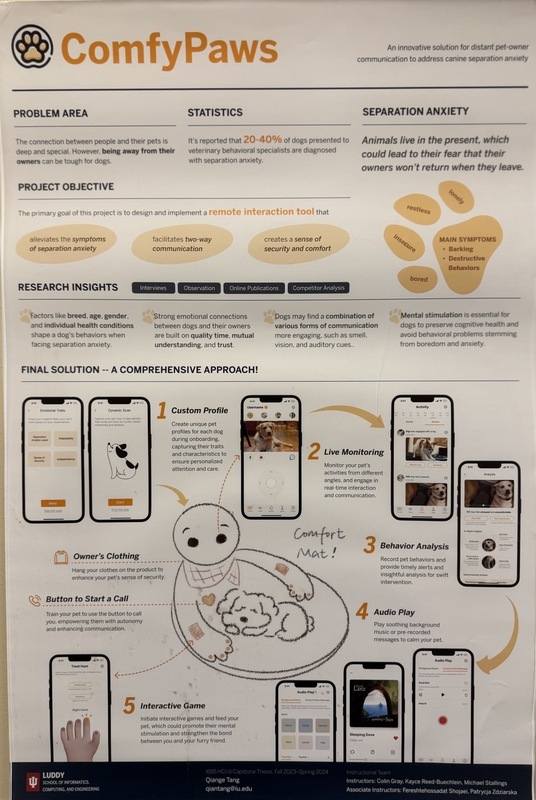 ComfyPaws
An innovative solution for distant pet-owner
communication to address canine separation anxiety
PROBLEM AREA
The connection between people and their pets is
deep and special. However, being away from their
owners can be tough for dogs.
STATISTICS
It's reported that 20-40% of dogs presented to
veterinary behavioral specialists are diagnosed
with separation anxiety.
SEPARATION ANXIETY
Animals live in the present, which
could lead to their fear that their
owners won't return when they leave.
PROJECT OBJECTIVE
The primary goal of this project is to design and implement a remote interaction tool that
alleviates the symptoms
of separation anxiety
facilitates two-way
communication
creates a sense of
security and comfort
lonely
restless
insecure
bored
MAIN SYMPTOMS
• Barking
• Destructive
Behaviors
RESEARCH INSIGHTS
Interviews
Observation
Online Publications
Competitor Analysis
Factors like breed, age, gender,
and individual health conditions
shape a dog's behaviors when
facing separation anxiety.
Strong emotional connections
between dogs and their owners
are built on quality time, mutual
understanding, and trust.
Dogs may find a combination of
various forms of communication
more engaging, such as smell,
vision, and auditory cues.
Mental stimulation is essential for
dogs to preserve cognitive health and
avoid behavioral problems stemming
from boredom and anxiety.
FINAL SOLUTION -- A COMPREHENSIVE APPROACH!
Emotional Traits
Dynamic Scan
Start
1 Custom Profile
Create unique pet
profiles for each dog
during onboarding,
capturing their traits
and characteristics to
ensure personalized
attention and care.
Username
2 Live Monitoring
Monitor your pet's
activities from different
angles, and engage in
real-time interaction
and communication.
Activity
3 Behavior Analysis
Record pet behaviors and
provide timely alerts and
insightful analysis for swift
intervention.
Comfort
Mat!
Owner's Clothing
Hang your clothes on the product to
enhance your pet's sense of security.
Button to Start a Call
Train your pet to use the button to call
you, empowering them with autonomy
and enhancing communication.
4 Audio Play
Play soothing background
music or pre-recorded
messages to calm your pet.
5 Interactive Game
Initiate interactive games and feed your
pet, which could promote their mental
stimulation and strengthen the bond
between you and your furry friend.
Treat Hunt
Audio Play
Sleeping Dove
Audio Play
LUDDY
SCHOOL OF INFORMATICS,
COMPUTING, AND ENGINEERING
I695 HCI/d Capstone Thesis, Fall 2023-Spring 2024
Qiange Tang
qiantang@iu.edu
Instructional Team
Instructors: Colin Gray, Kayce Reed-Buechlein, Michael Stallings
Associate Instructors: Fereshtehossadat Shojaei, Patrycja Zdziarska